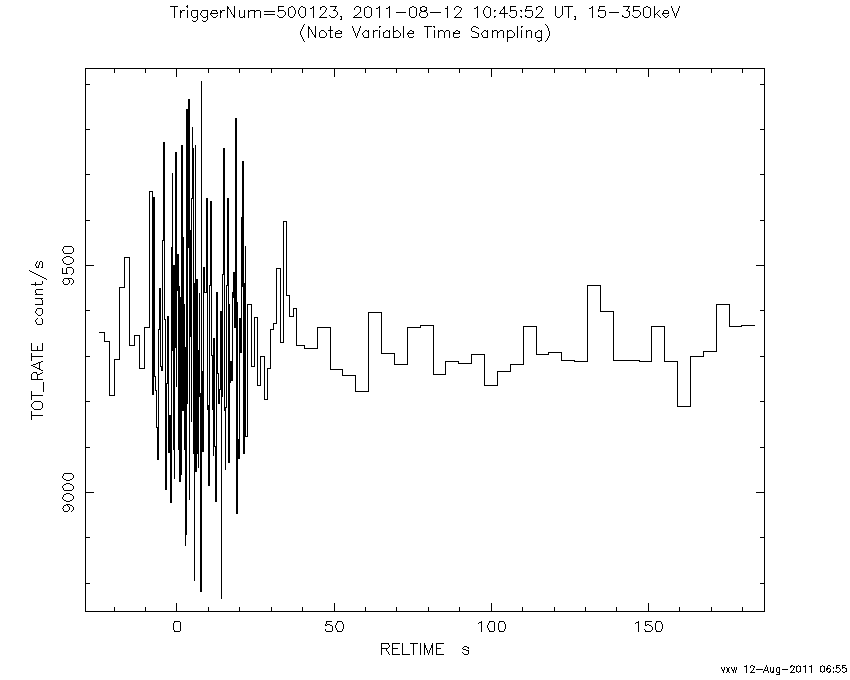 TriggerNum=500123, 2011-08-12 10:45:52 UT, 15-350keV
(Note Variable Time Sampling)
TOT_RATE count/s
9500
9000
0 50 100 150
RELTIME s
vxw 12-Aug-2011 06:55